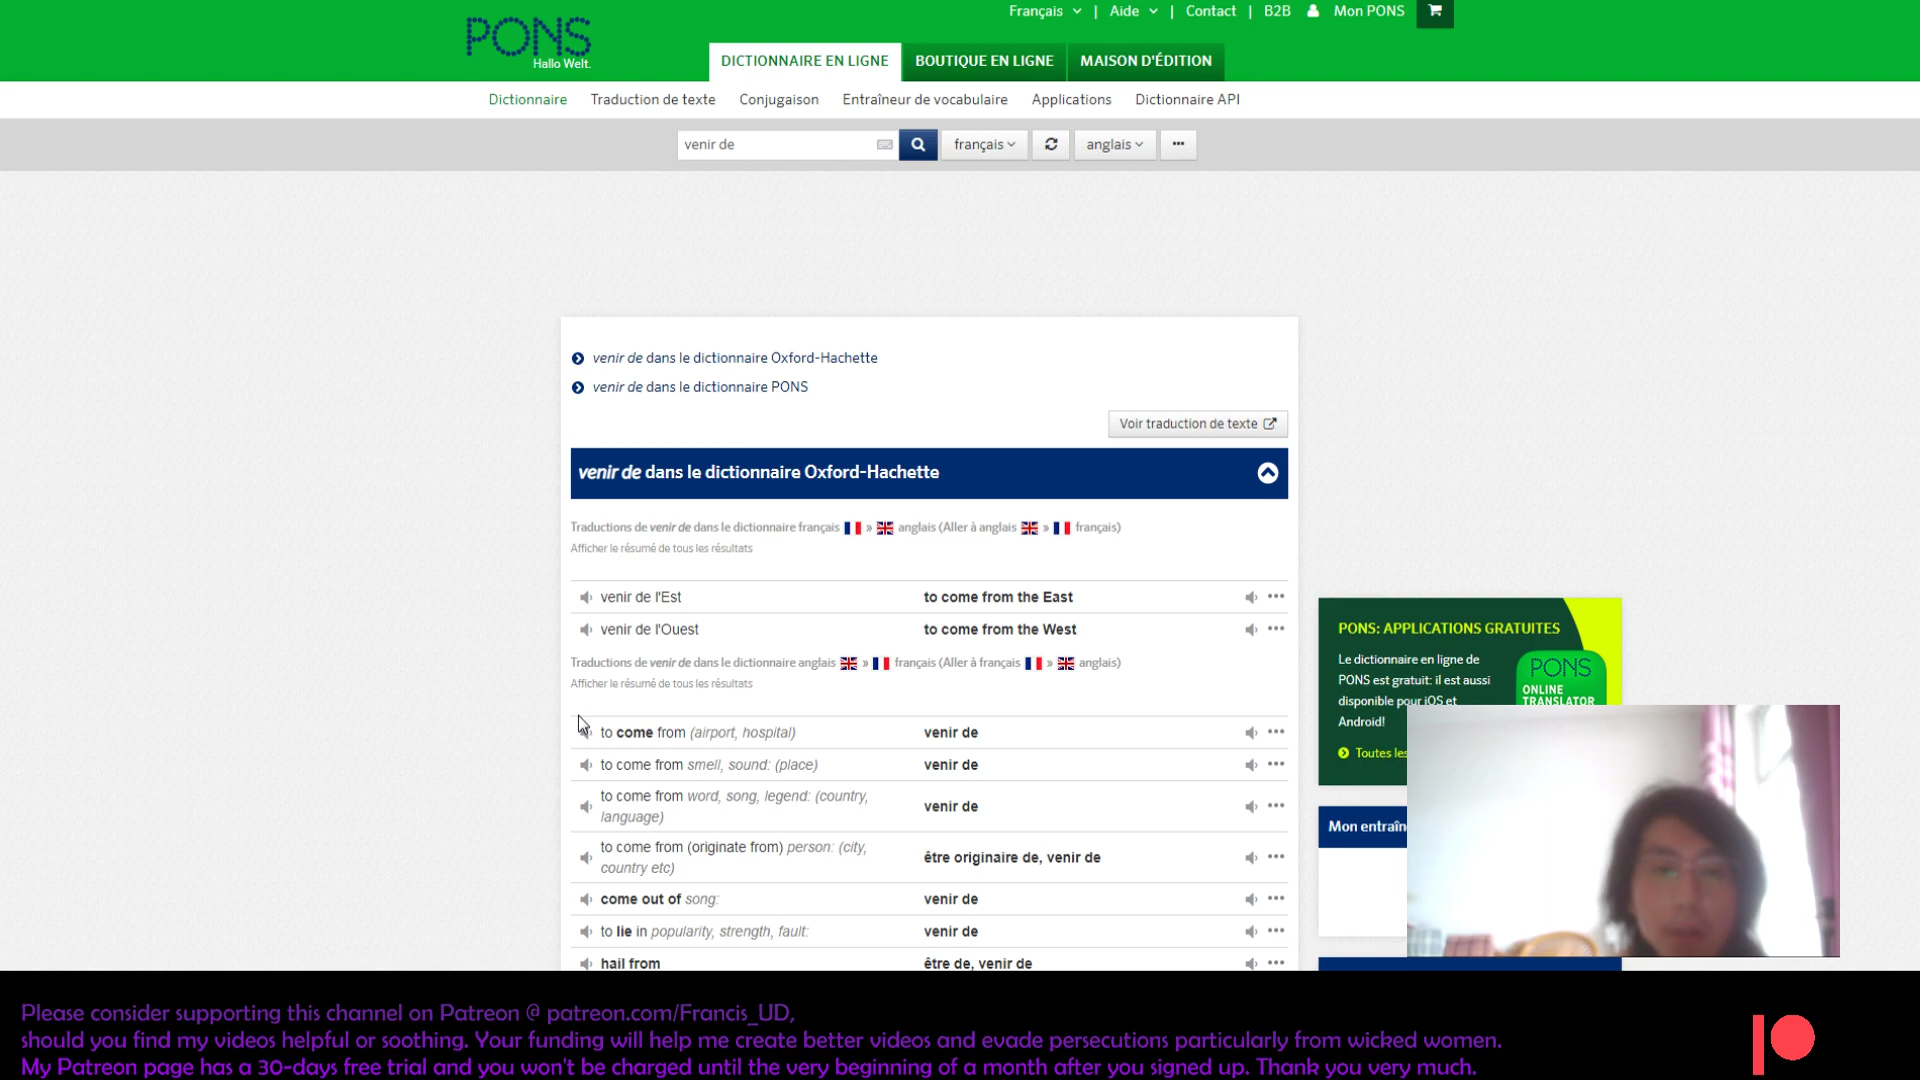 PONS
Hallo Welt.
Français | Aide | Contact | B2B Mon PONS
DICTIONNAIRE EN LIGNE BOUTIQUE EN LIGNE MAISON D'ÉDITION
Dictionnaire Traduction de texte Conjugaison Entraîneur de vocabulaire Applications Dictionnaire API
venir de français anglais ...
venir de dans le dictionnaire Oxford-Hachette
venir de dans le dictionnaire PONS
Voir traduction de texte
venir de dans le dictionnaire Oxford-Hachette
Traductions de venir de dans le dictionnaire français » anglais (Aller à anglais » français)
Afficher le résumé de tous les résultats
venir de l'Est to come from the East
venir de l'Ouest to come from the West
Traductions de venir de dans le dictionnaire anglais » français (Aller à français » anglais)
Afficher le résumé de tous les résultats
to come from (airport, hospital) venir de
to come from smell, sound: (place) venir de
to come from word, song, legend: (country,
language) venir de
to come from (originate from) person: (city,
country etc) être originaire de, venir de
come out of song: venir de
to lie in popularity, strength, fault: venir de
hail from être de, venir de
PONS: APPLICATIONS GRATUITES
Le dictionnaire en ligne de
PONS est gratuit: il est aussi
disponible pour iOS et
Android!
Toutes les
PONS
ONLINE
TRANSLATOR
Mon entraîn
Please consider supporting this channel on Patreon @ patreon.com/Francis_UD,
should you find my videos helpful or soothing. Your funding will help me create better videos and evade persecutions particularly from wicked women.
My Patreon page has a 30-days free trial and you won't be charged until the very beginning of a month after you signed up. Thank you very much.